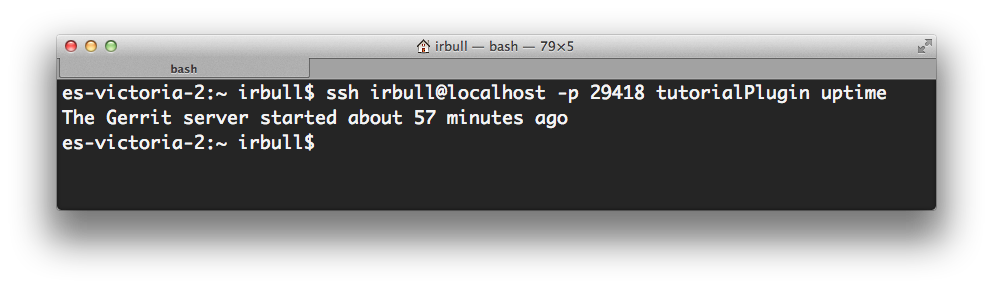 irbull — bash — 79×5
bash
es-victoria-2:~ irbull$ ssh irbull@localhost -p 29418 tutorialPlugin uptime
The Gerrit server started about 57 minutes ago
es-victoria-2:~ irbull$